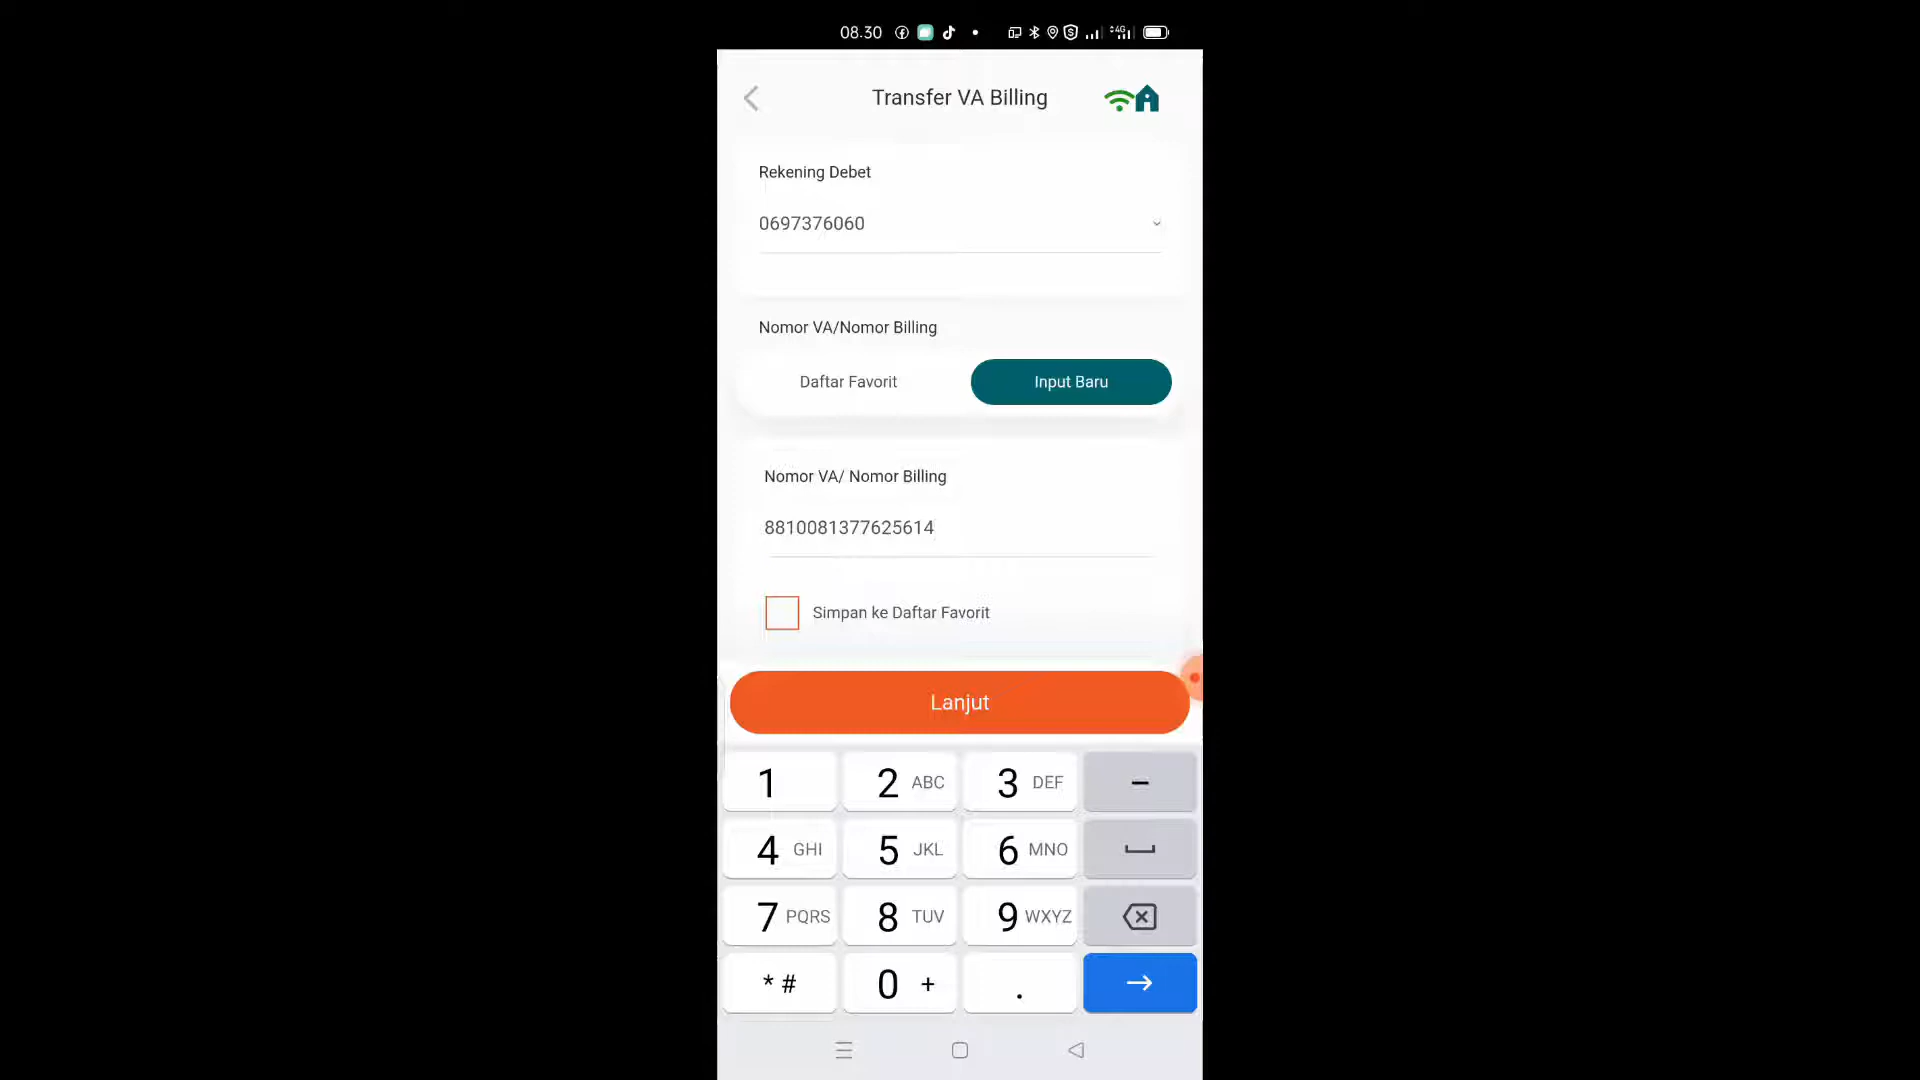 08.30
4G
Transfer VA Billing
Rekening Debet
0697376060
Nomor VA/Nomor Billing
Daftar Favorit
Input Baru
Nomor VA/ Nomor Billing
8810081377625614
Simpan ke Daftar Favorit
Lanjut
1 2 ABC 3 DEF −
4 GHI 5 JKL 6 MNO
7 PQRS 8 TUV 9 WXYZ
* # 0 + .